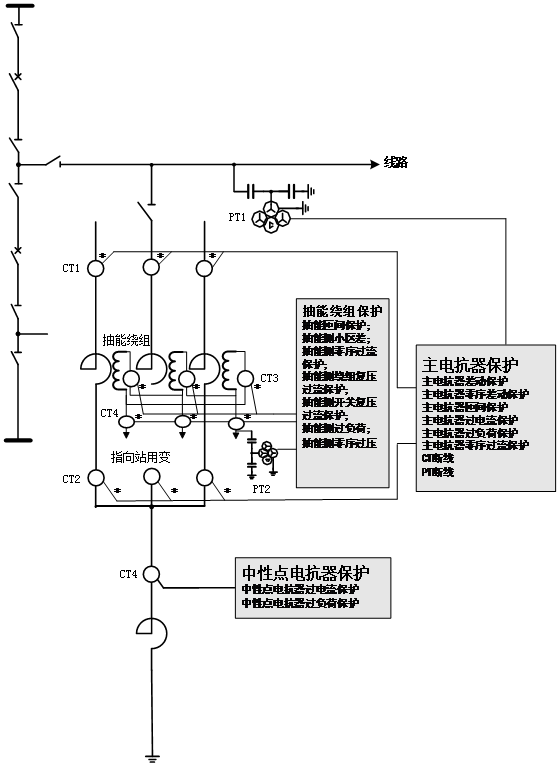 线路
PT1
CT1
抽能绕组
CT3
CT4
指向站用变
CT2
PT2
抽能绕组保护
抽能匝间保护;
抽能侧小区差;
抽能侧零序过流
保护;
抽能侧绕组复压
过流保护;
抽能侧开关复压
过流保护;
抽能侧过负荷;
抽能侧零序过压
主电抗器保护
主电抗器差动保护
主电抗器零序差动保护
主电抗器匝间保护
主电抗器过电流保护
主电抗器过负荷保护
主电抗器零序过流保护
CT断线
PT断线
CT4
中性点电抗器保护
中性点电抗器过电流保护
中性点电抗器过负荷保护